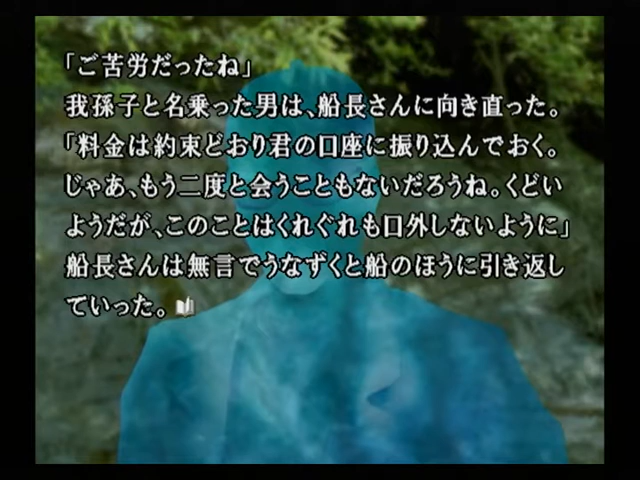 「ご苦労だったね」
我孫子と名乗った男は、船長さんに向き直った。
「料金は約束どおり君の口座に振り込んでおく。
じゃあ、もう二度と会うこともないだろうね。くどい
ようだが、このことはくれぐれも口外しないように」
船長さんは無言でうなずくと船のほうに引き返し
ていった。